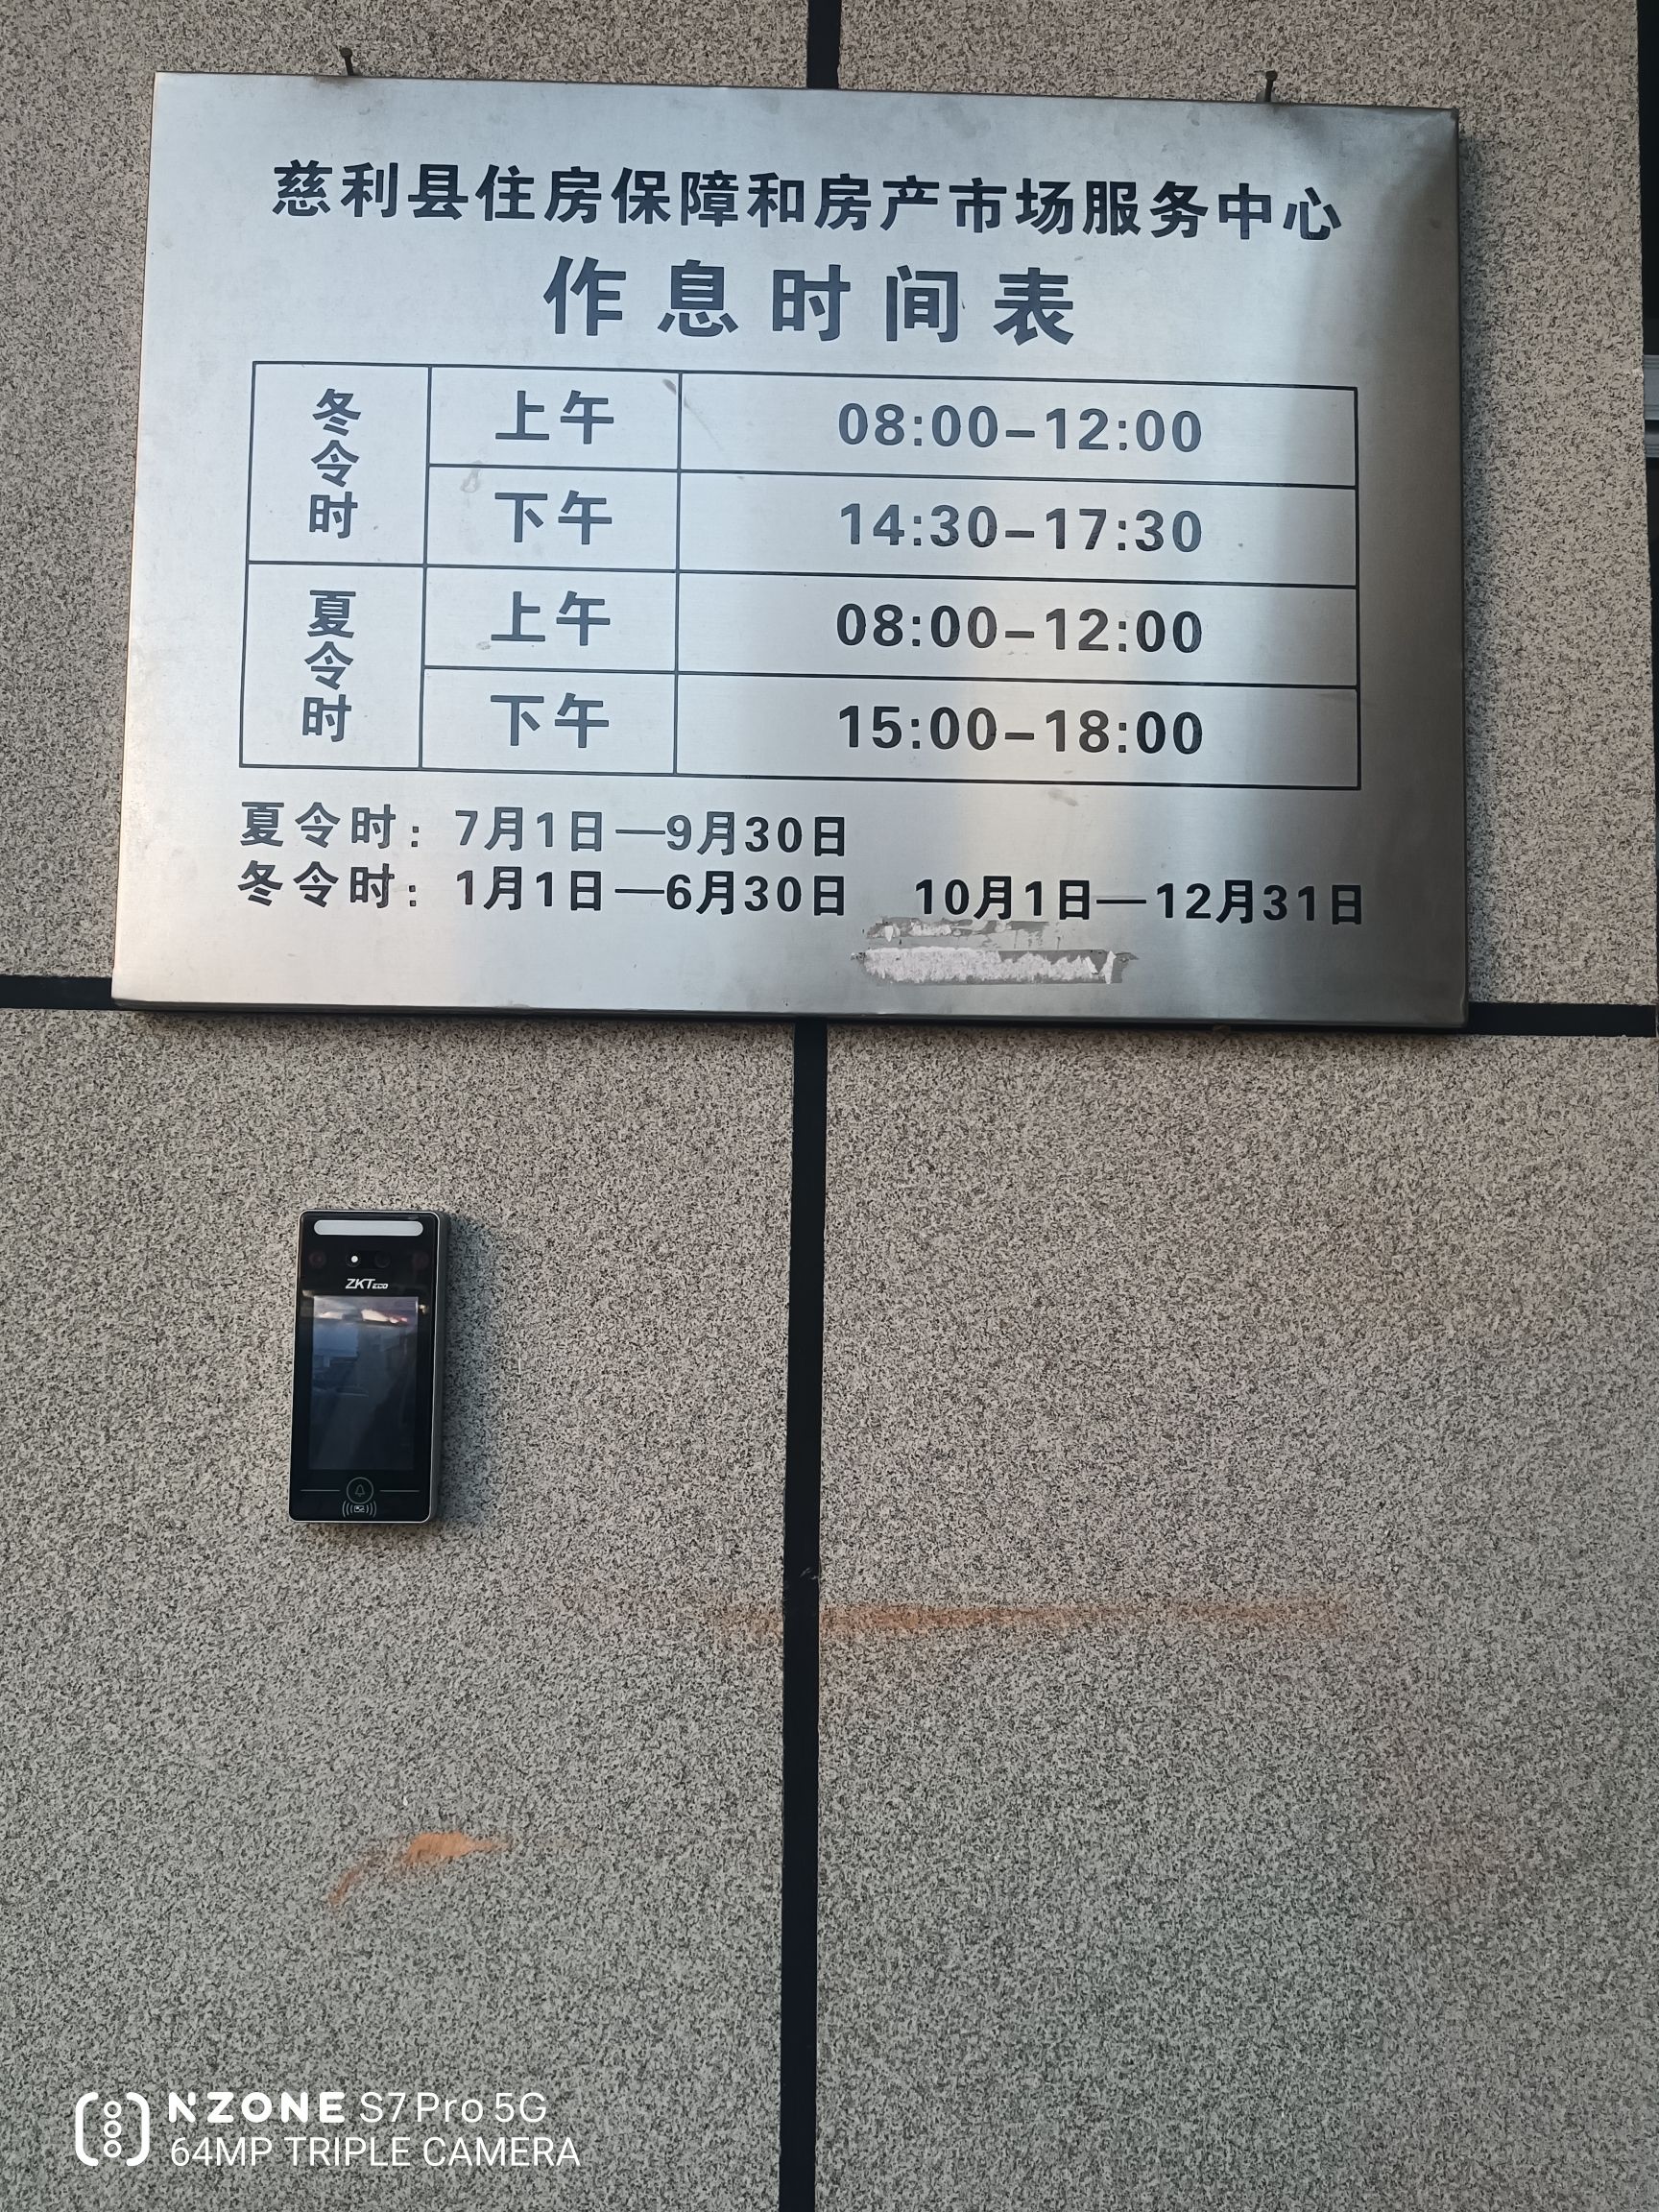 慈利县住房保障和房产市场服务中心
作息时间表
冬令时
上午 08:00-12:00
下午 14:30-17:30
夏令时
上午 08:00-12:00
下午 15:00-18:00
夏令时：7月1日—9月30日
冬令时：1月1日—6月30日 10月1日—12月31日
ZKTeco
NZONE S7 Pro 5G
64MP TRIPLE CAMERA